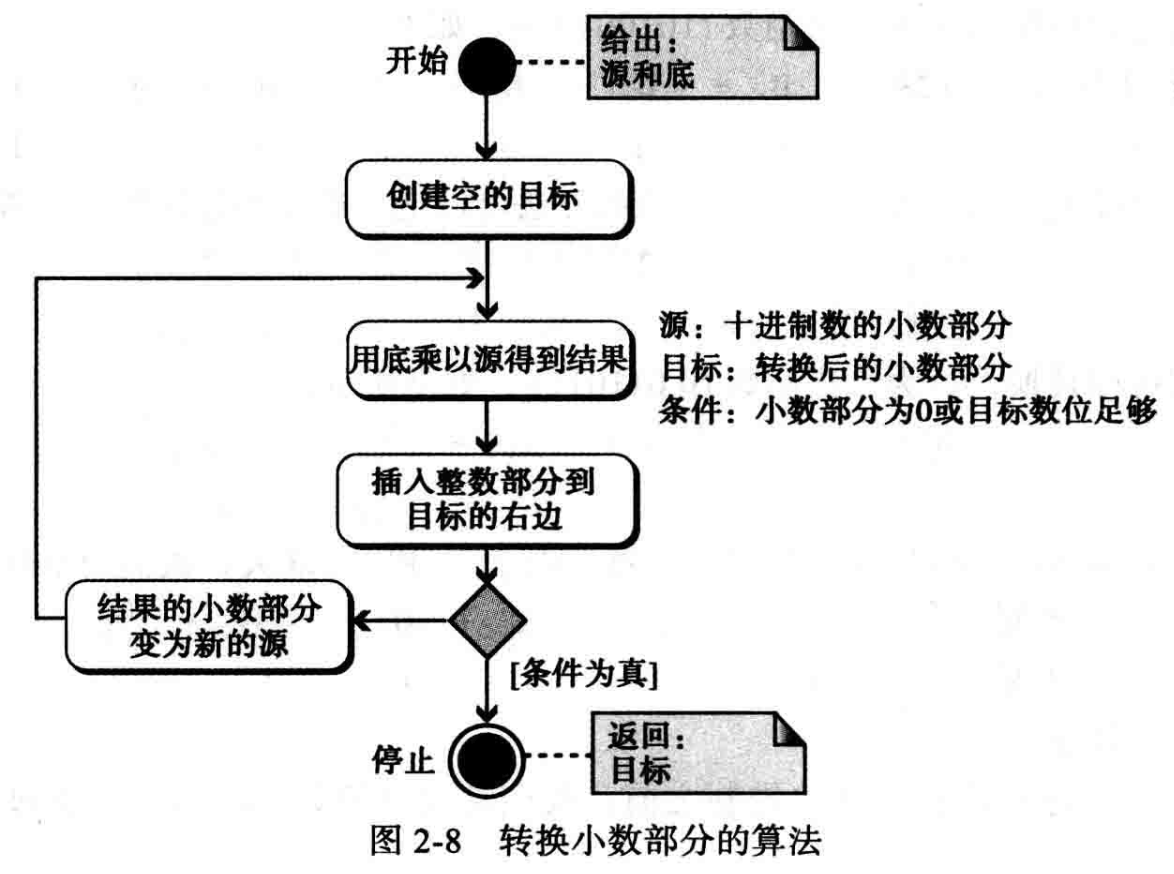 开始
给出：
源和底
创建空的目标
用底乘以源得到结果
源：十进制数的小数部分
目标：转换后的小数部分
条件：小数部分为0或目标数位足够
插入整数部分到
目标的右边
结果的小数部分
变为新的源
[条件为真]
停止
返回：
目标
图 2-8 转换小数部分的算法